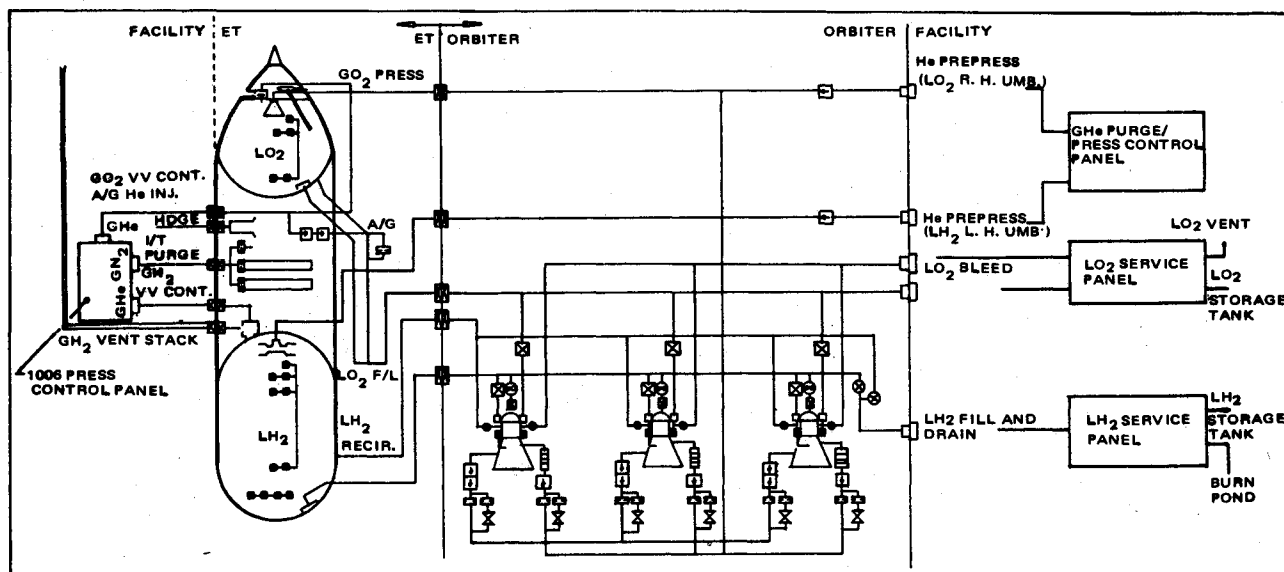 FACILITY
ET
ET
ORBITER
ORBITER
FACILITY
GO2 PRESS
He PREPRESS
(LO2 R. H. UMB.)
GHe PURGE/
PRESS CONTROL
PANEL
LO2
GO2 VV CONT.
A/G He INJ.
GHe
HDGE
I/T
PURGE
GN2
GN2
GHe
VV CONT.
A/G
He PREPRESS
(LH2 L. H. UMB)
LO2 VENT
LO2 BLEED
LO2 SERVICE
PANEL
LO2
STORAGE
TANK
GH2 VENT STACK
1006 PRESS
CONTROL PANEL
LO2 F/L
LH2
LH2
RECIR.
LH2 FILL AND
DRAIN
LH2 SERVICE
PANEL
LH2
STORAGE
TANK
BURN
POND